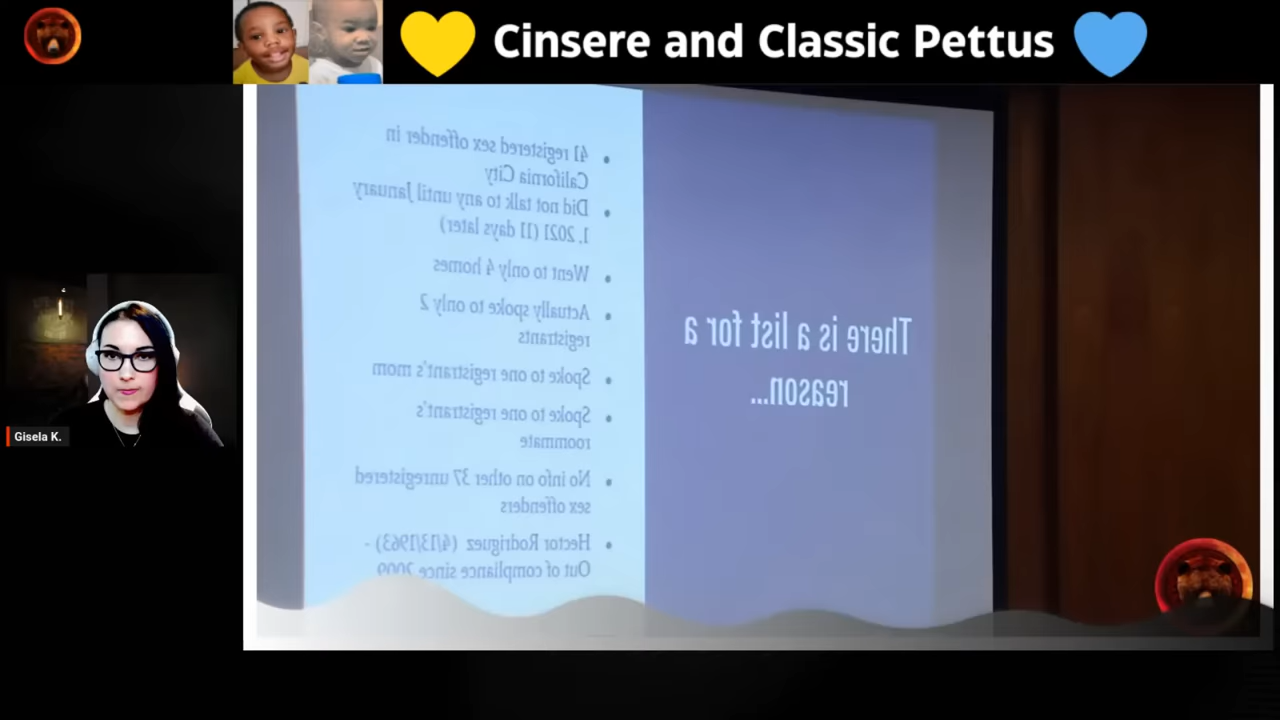 Cinsere and Classic Pettus
There is a list for a
reason...
41 registered sex offender in
California City
Did not talk to any until January
1, 2021 (11 days later)
Went to only 4 homes
Actually spoke to only 2
registrants
Spoke to one registrant's mom
Spoke to one registrant's
roommate
No info on other 37 unregistered
sex offenders
Hector Rodriguez (4/13/1963) -
Out of compliance since 2009
Gisela K.